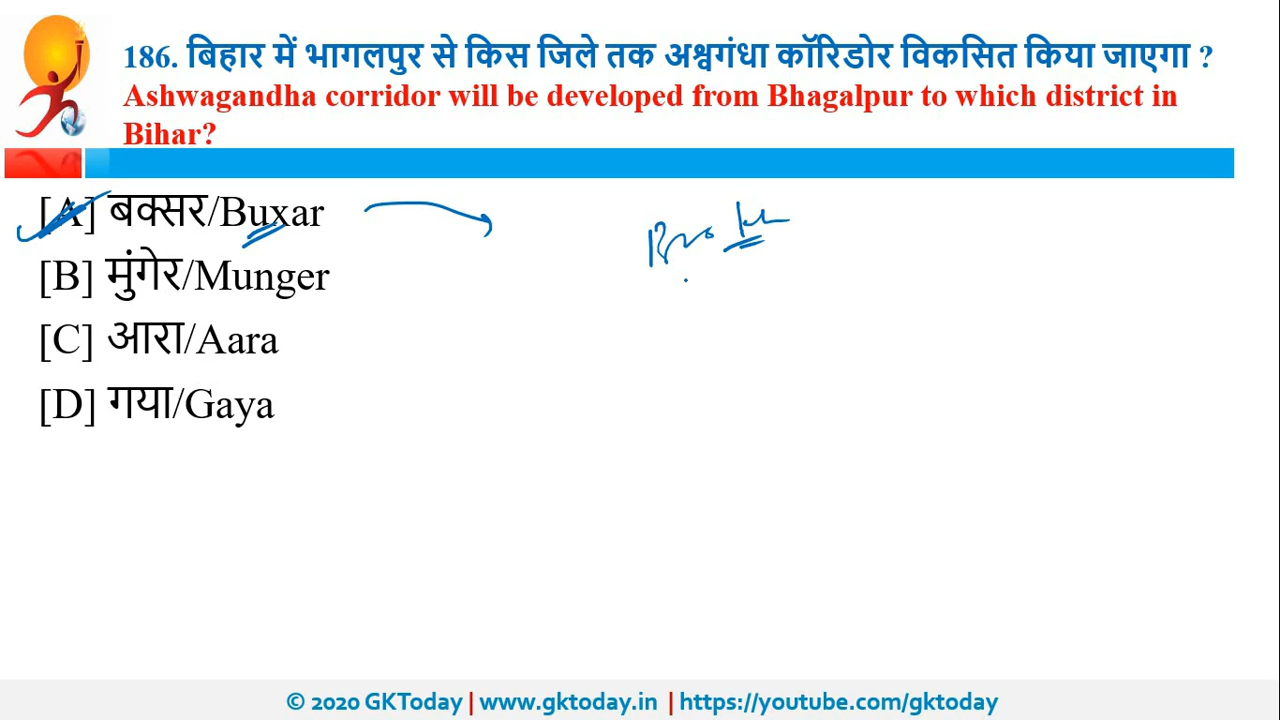 186. बिहार में भागलपुर से किस जिले तक अश्वगंधा कॉरिडोर विकसित किया जाएगा ?
Ashwagandha corridor will be developed from Bhagalpur to which district in
Bihar?
[A] बक्सर/Buxar
[B] मुंगेर/Munger
[C] आरा/Aara
[D] गया/Gaya
© 2020 GKToday | www.gktoday.in | https://youtube.com/gktoday